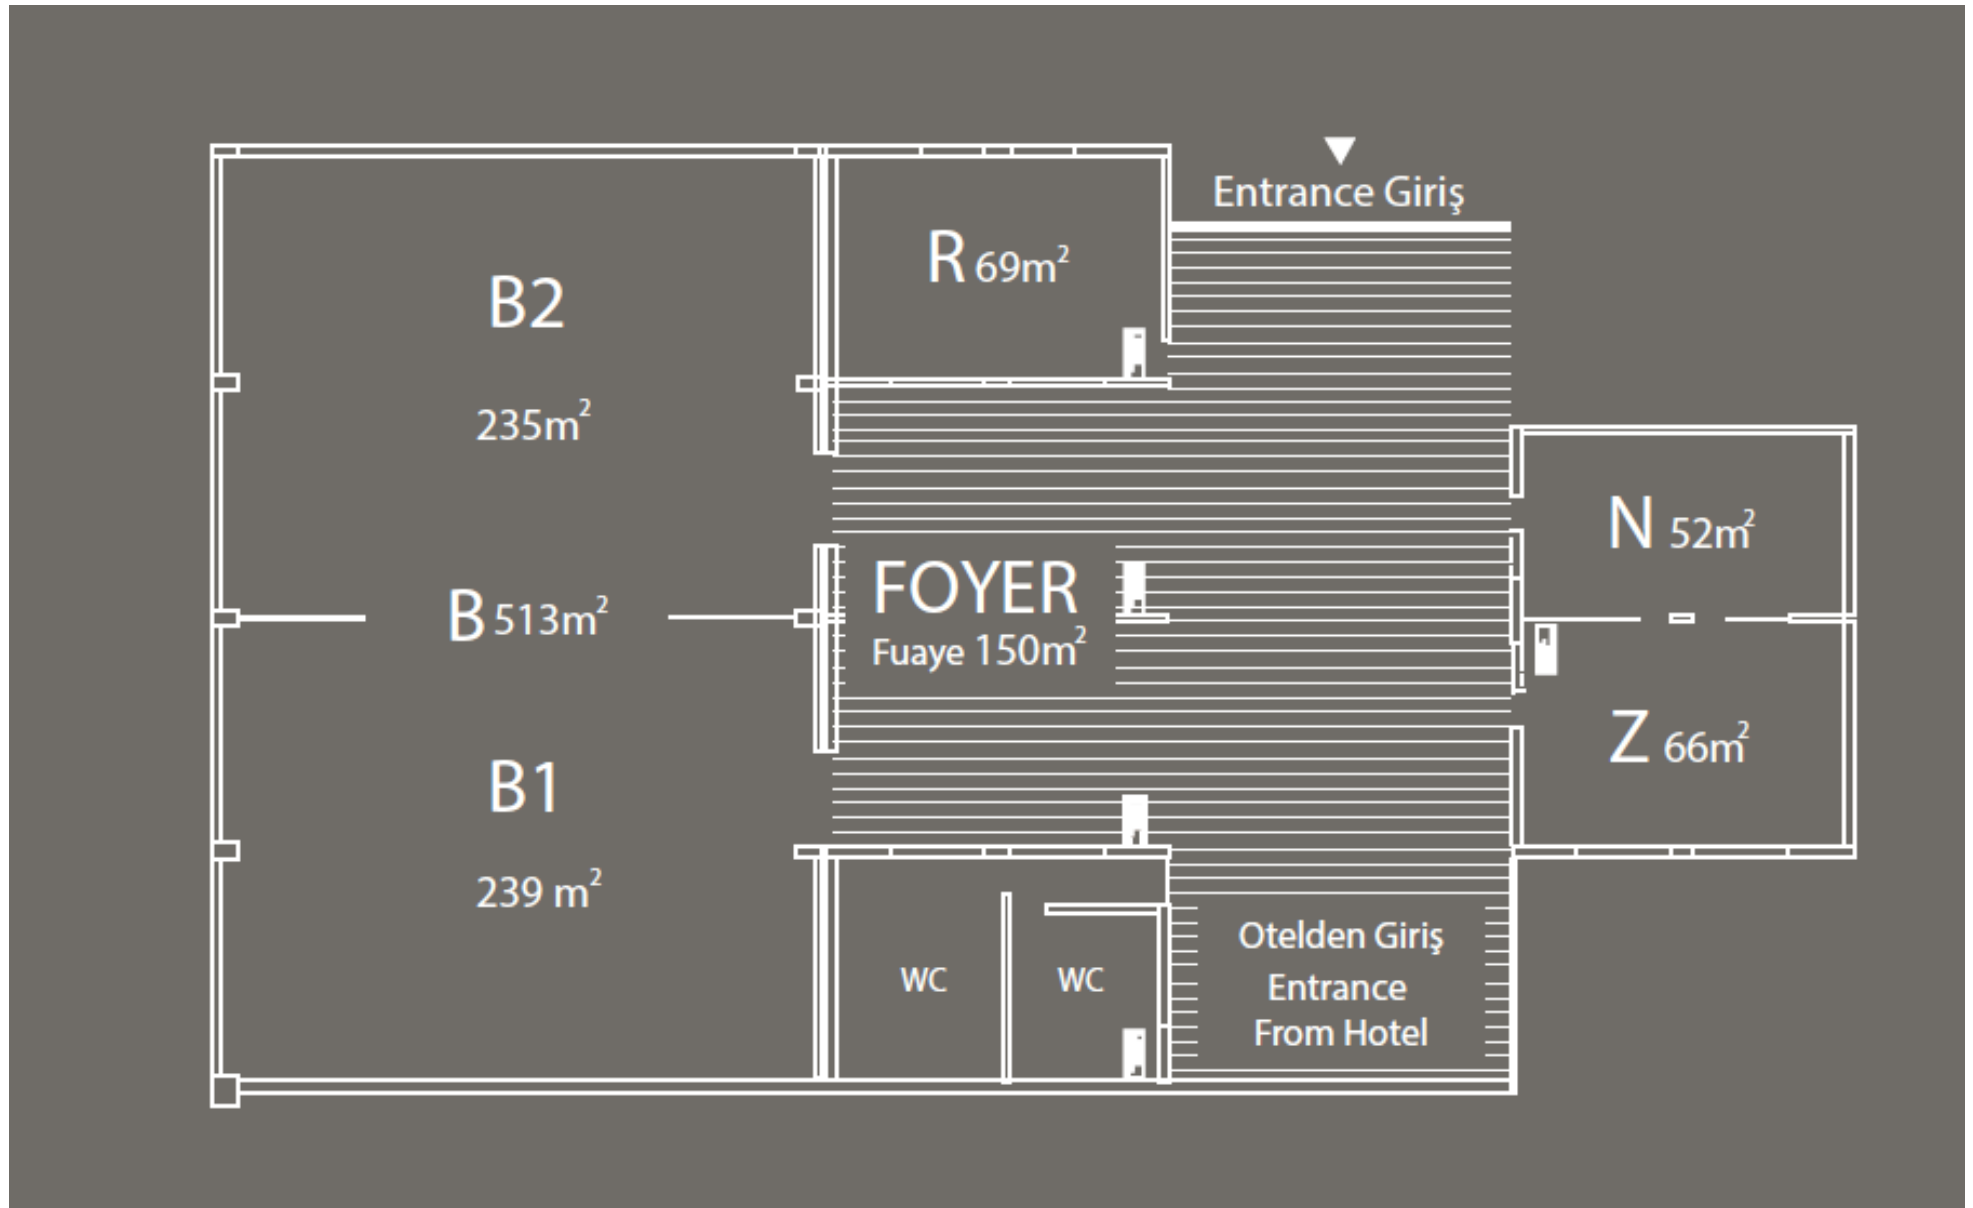 Entrance Giriş
R 69m²
B2
235m²
N 52m²
FOYER
B 513m²
Fuaye 150m²
Z 66m²
B1
239 m²
Otelden Giriş
WC
WC
Entrance
From Hotel